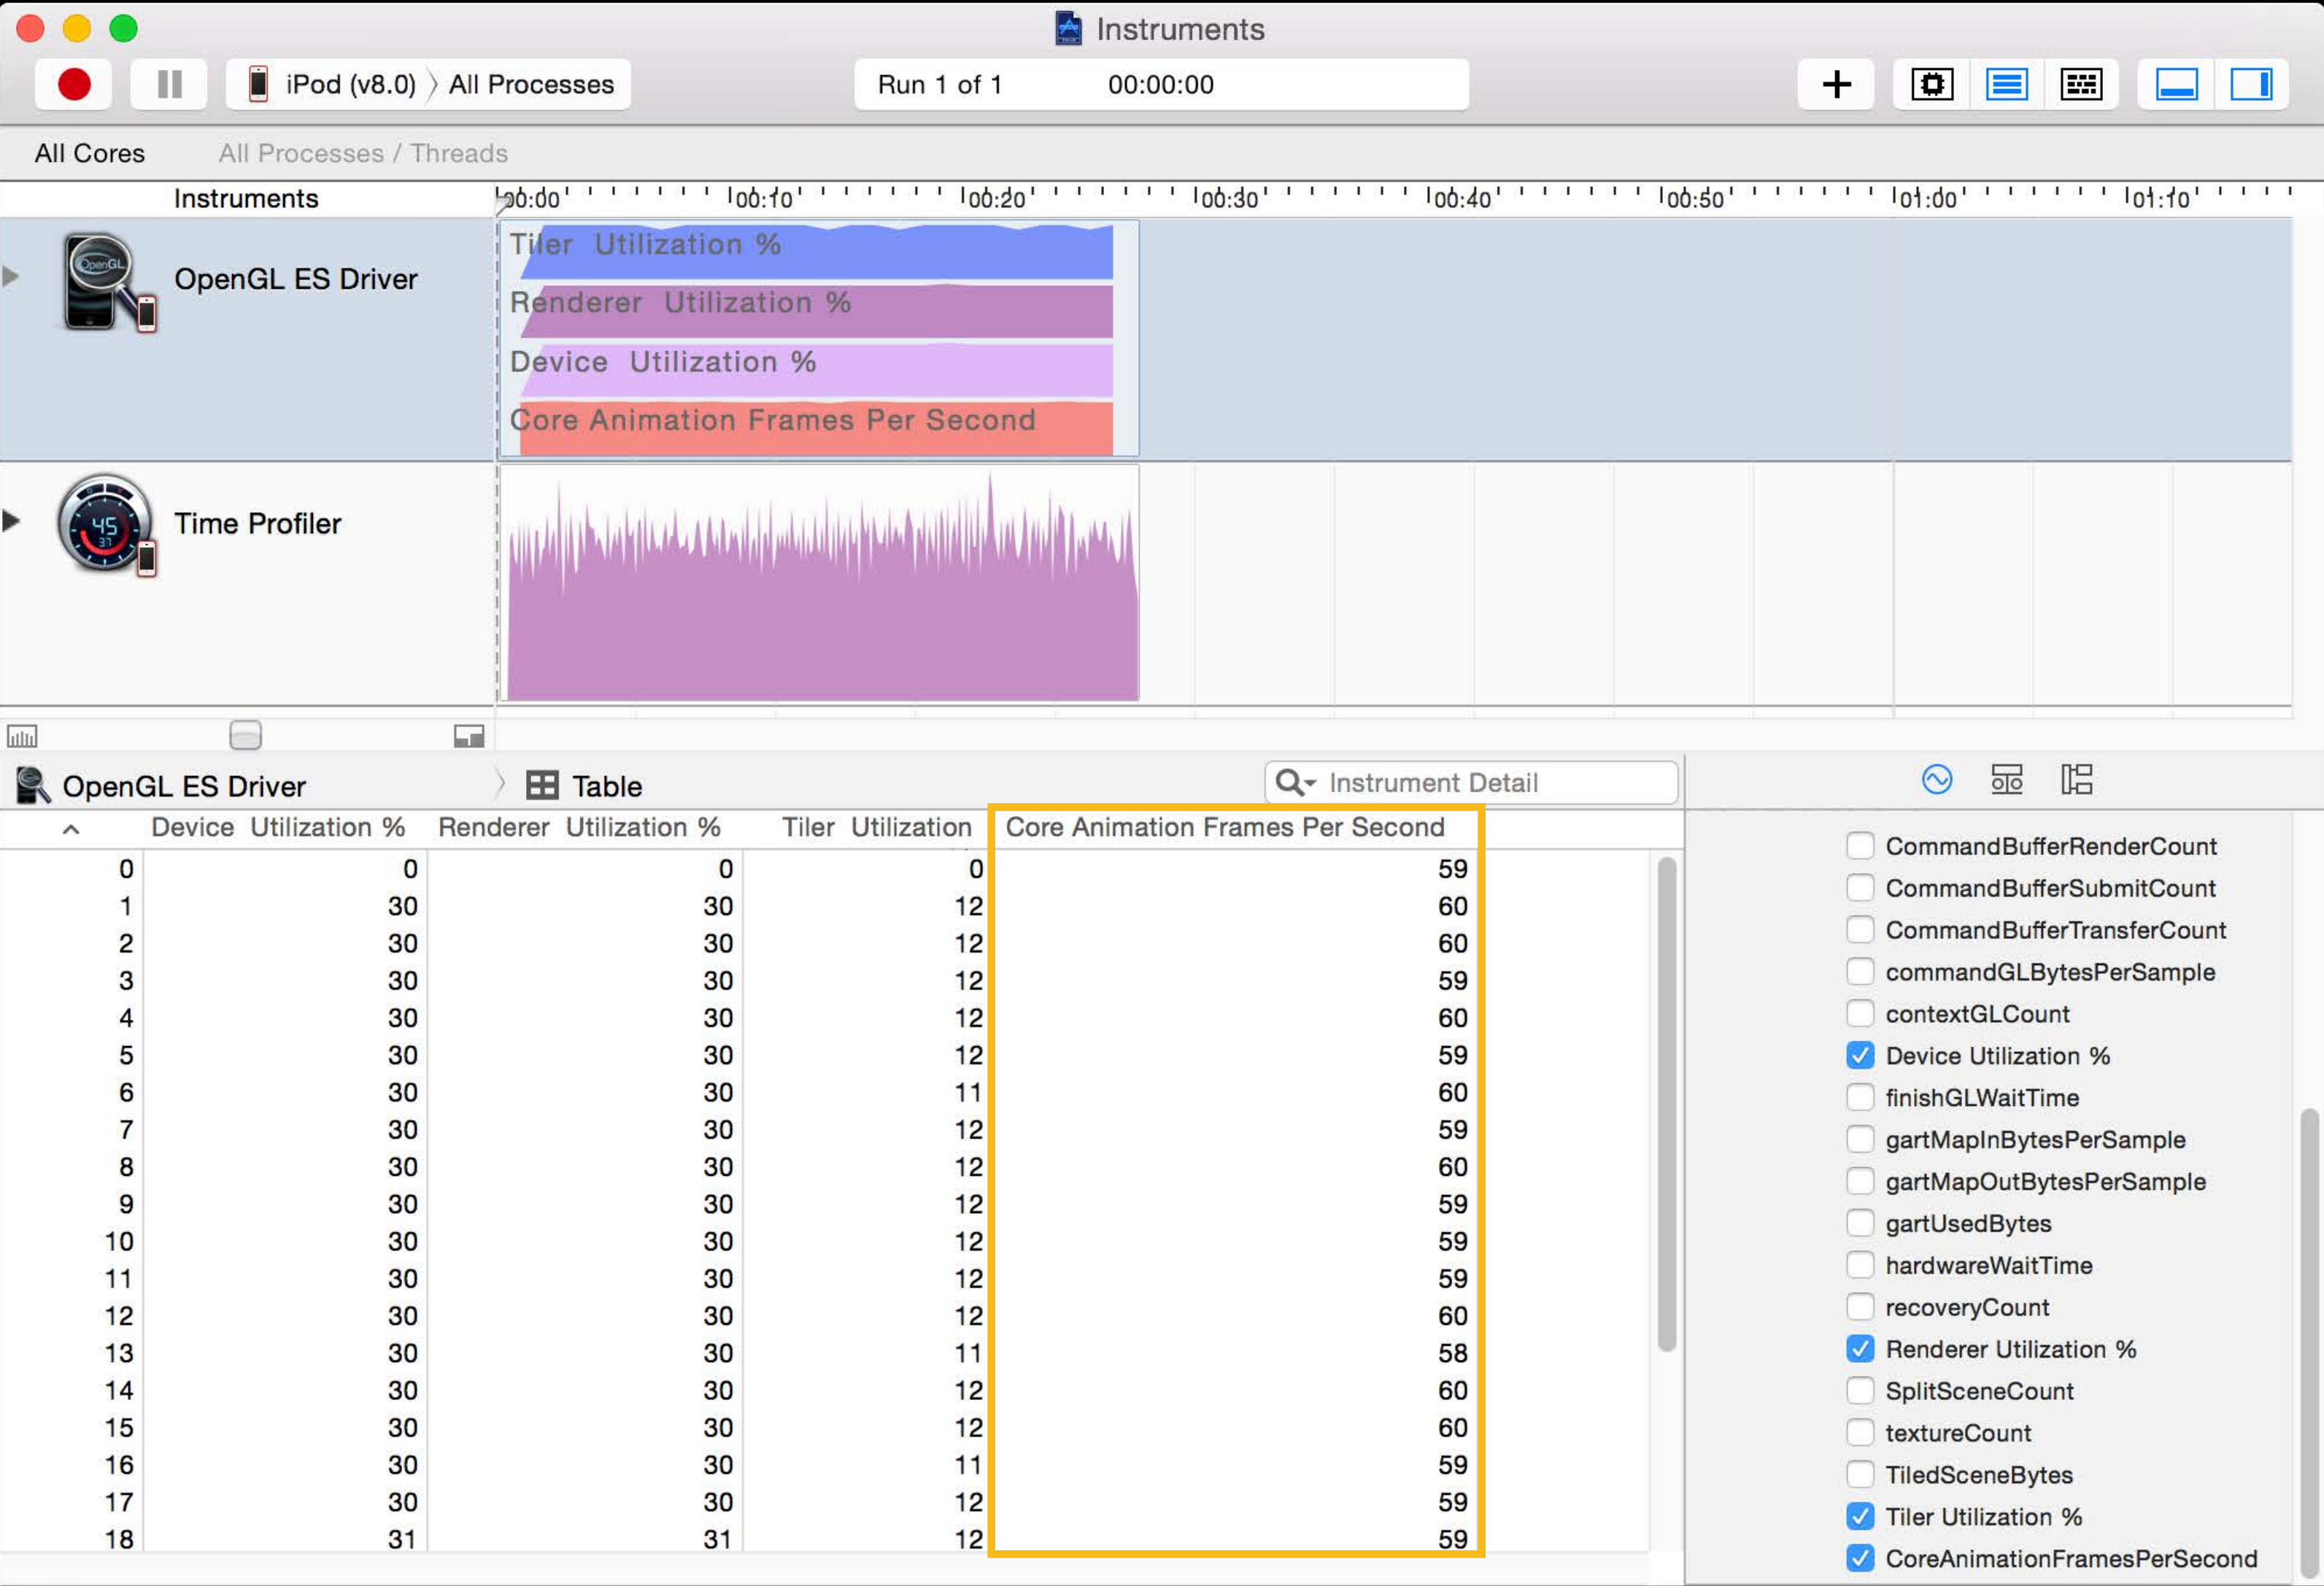 Instruments
iPod (v8.0) 〉 All Processes
Run 1 of 1 00:00:00
All Cores All Processes / Threads
Instruments 00:00 00:10 00:20 00:30 00:40 00:50 01:00 01:10
OpenGL
OpenGL ES Driver
Tiler Utilization %
Renderer Utilization %
Device Utilization %
Core Animation Frames Per Second
45
37
Time Profiler
OpenGL ES Driver 〉 Table
Instrument Detail
Device Utilization % Renderer Utilization % Tiler Utilization Core Animation Frames Per Second
0 0 0 0 59
1 30 30 12 60
2 30 30 12 60
3 30 30 12 59
4 30 30 12 60
5 30 30 12 59
6 30 30 11 60
7 30 30 12 59
8 30 30 12 60
9 30 30 12 59
10 30 30 12 59
11 30 30 12 59
12 30 30 12 60
13 30 30 11 58
14 30 30 12 60
15 30 30 12 60
16 30 30 11 59
17 30 30 12 59
18 31 31 12 59
CommandBufferRenderCount
CommandBufferSubmitCount
CommandBufferTransferCount
commandGLBytesPerSample
contextGLCount
Device Utilization %
finishGLWaitTime
gartMapInBytesPerSample
gartMapOutBytesPerSample
gartUsedBytes
hardwareWaitTime
recoveryCount
Renderer Utilization %
SplitSceneCount
textureCount
TiledSceneBytes
Tiler Utilization %
CoreAnimationFramesPerSecond